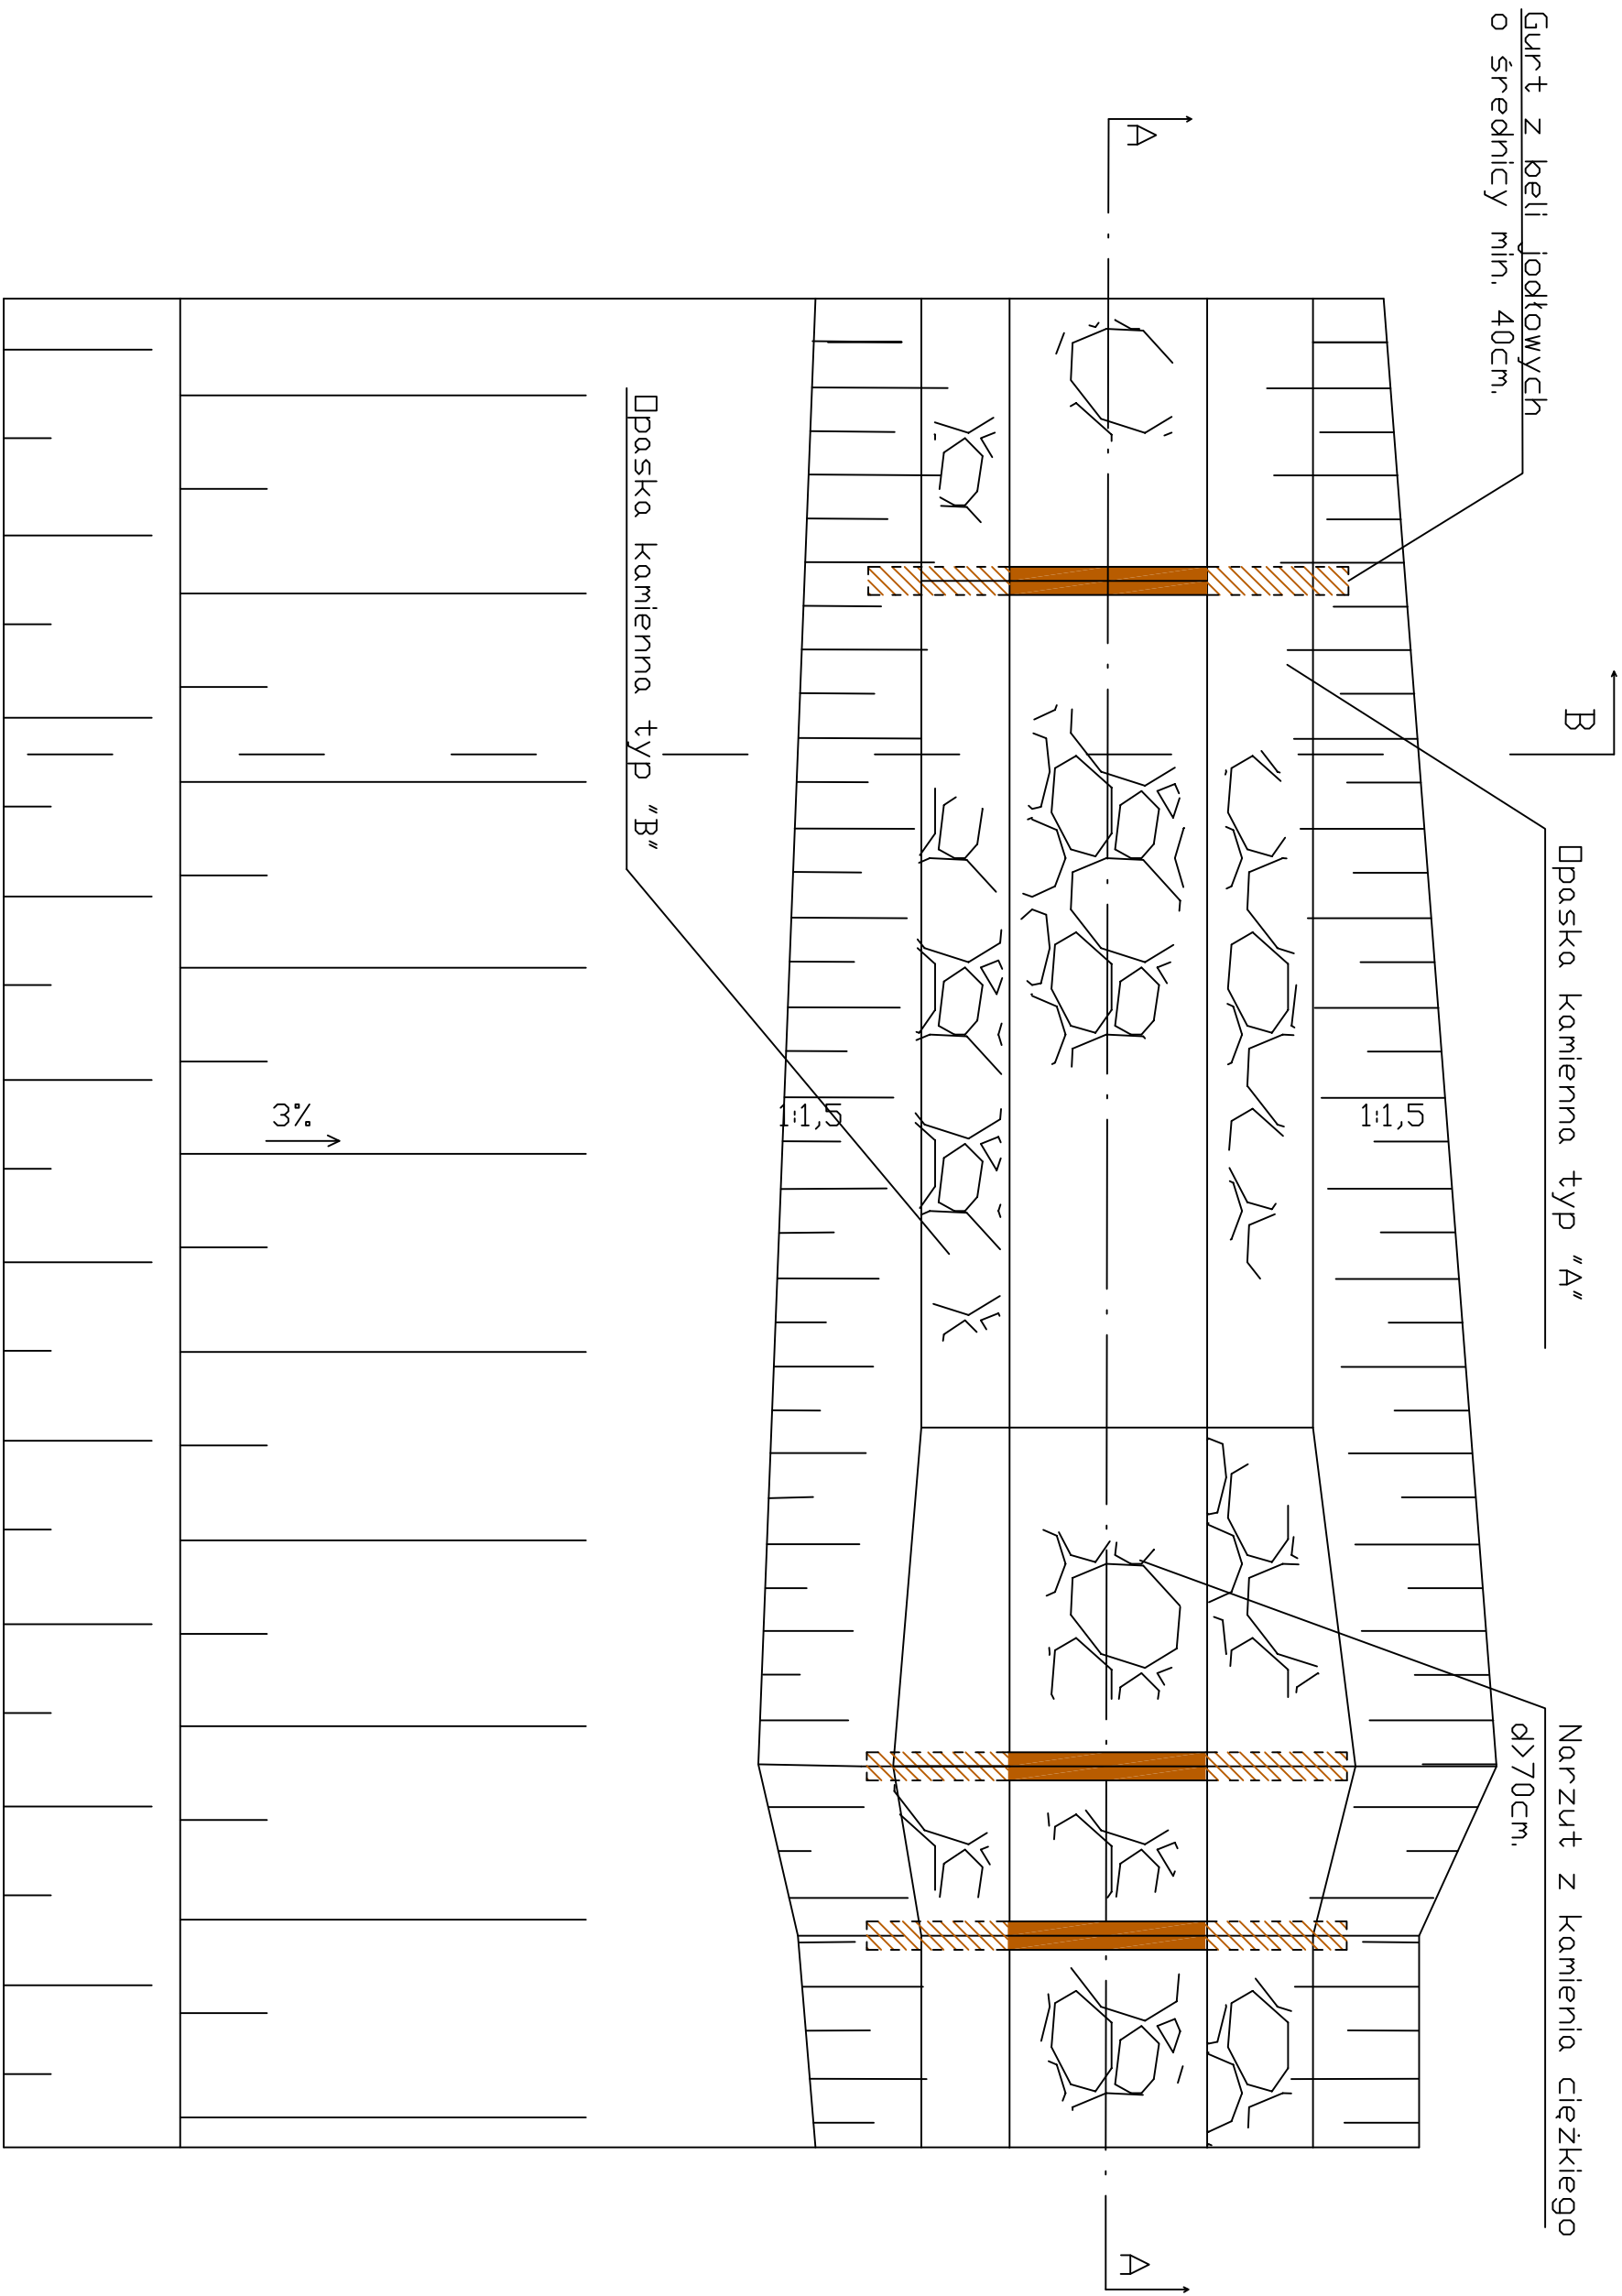 Gurt z beli jodłowych
o średnicy min. 40cm.
A
B
Opaska kamienna typ "A"
Opaska kamienna typ "B"
1:1,5
1:1,5
3%
Narzut z kamienia ciężkiego
d>70cm.
A